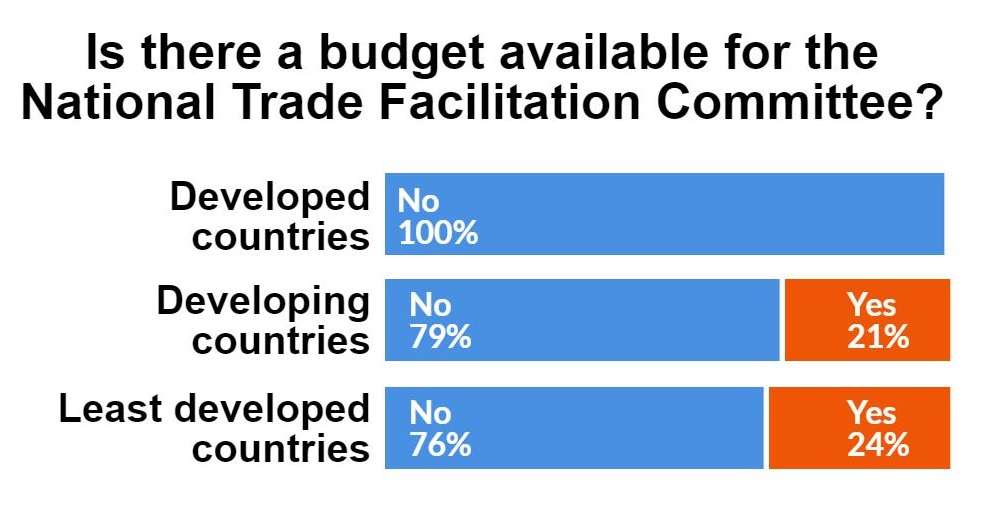 Is there a budget available for the
National Trade Facilitation Committee?
Developed
countries
No
100%
Developing
countries
No
79%
Yes
21%
Least developed
countries
No
76%
Yes
24%